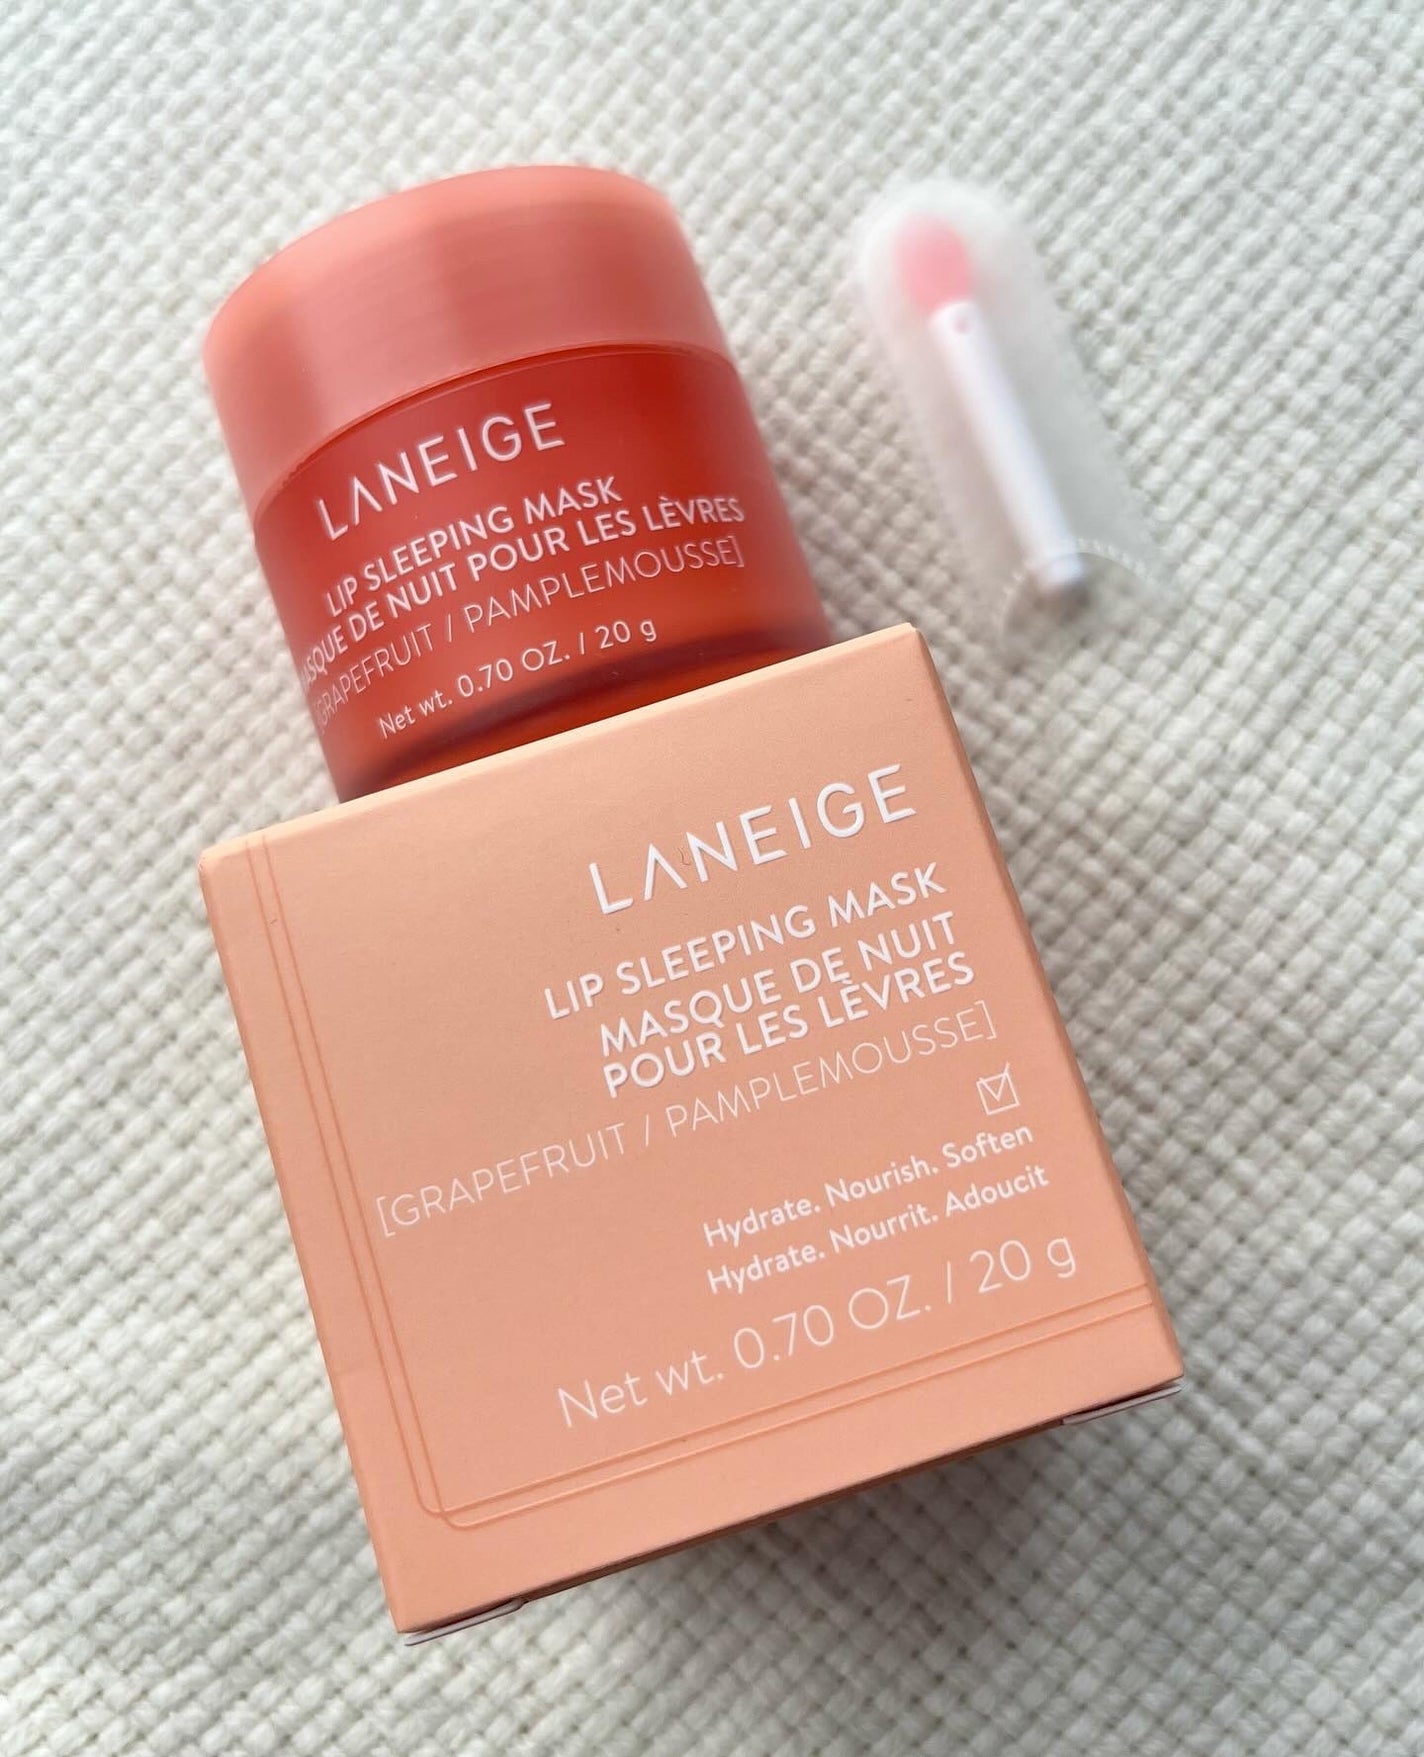 LANEIGE
LIP SLEEPING MASK
MASQUE DE NUIT POUR LES LÈVRES
[GRAPEFRUIT / PAMPLEMOUSSE]
Net wt. 0.70 OZ. / 20 g
LANEIGE
LIP SLEEPING MASK
MASQUE DE NUIT
POUR LES LÈVRES
[GRAPEFRUIT / PAMPLEMOUSSE]
Hydrate. Nourish. Soften
Hydrate. Nourrit. Adoucit
Net wt. 0.70 OZ. / 20 g